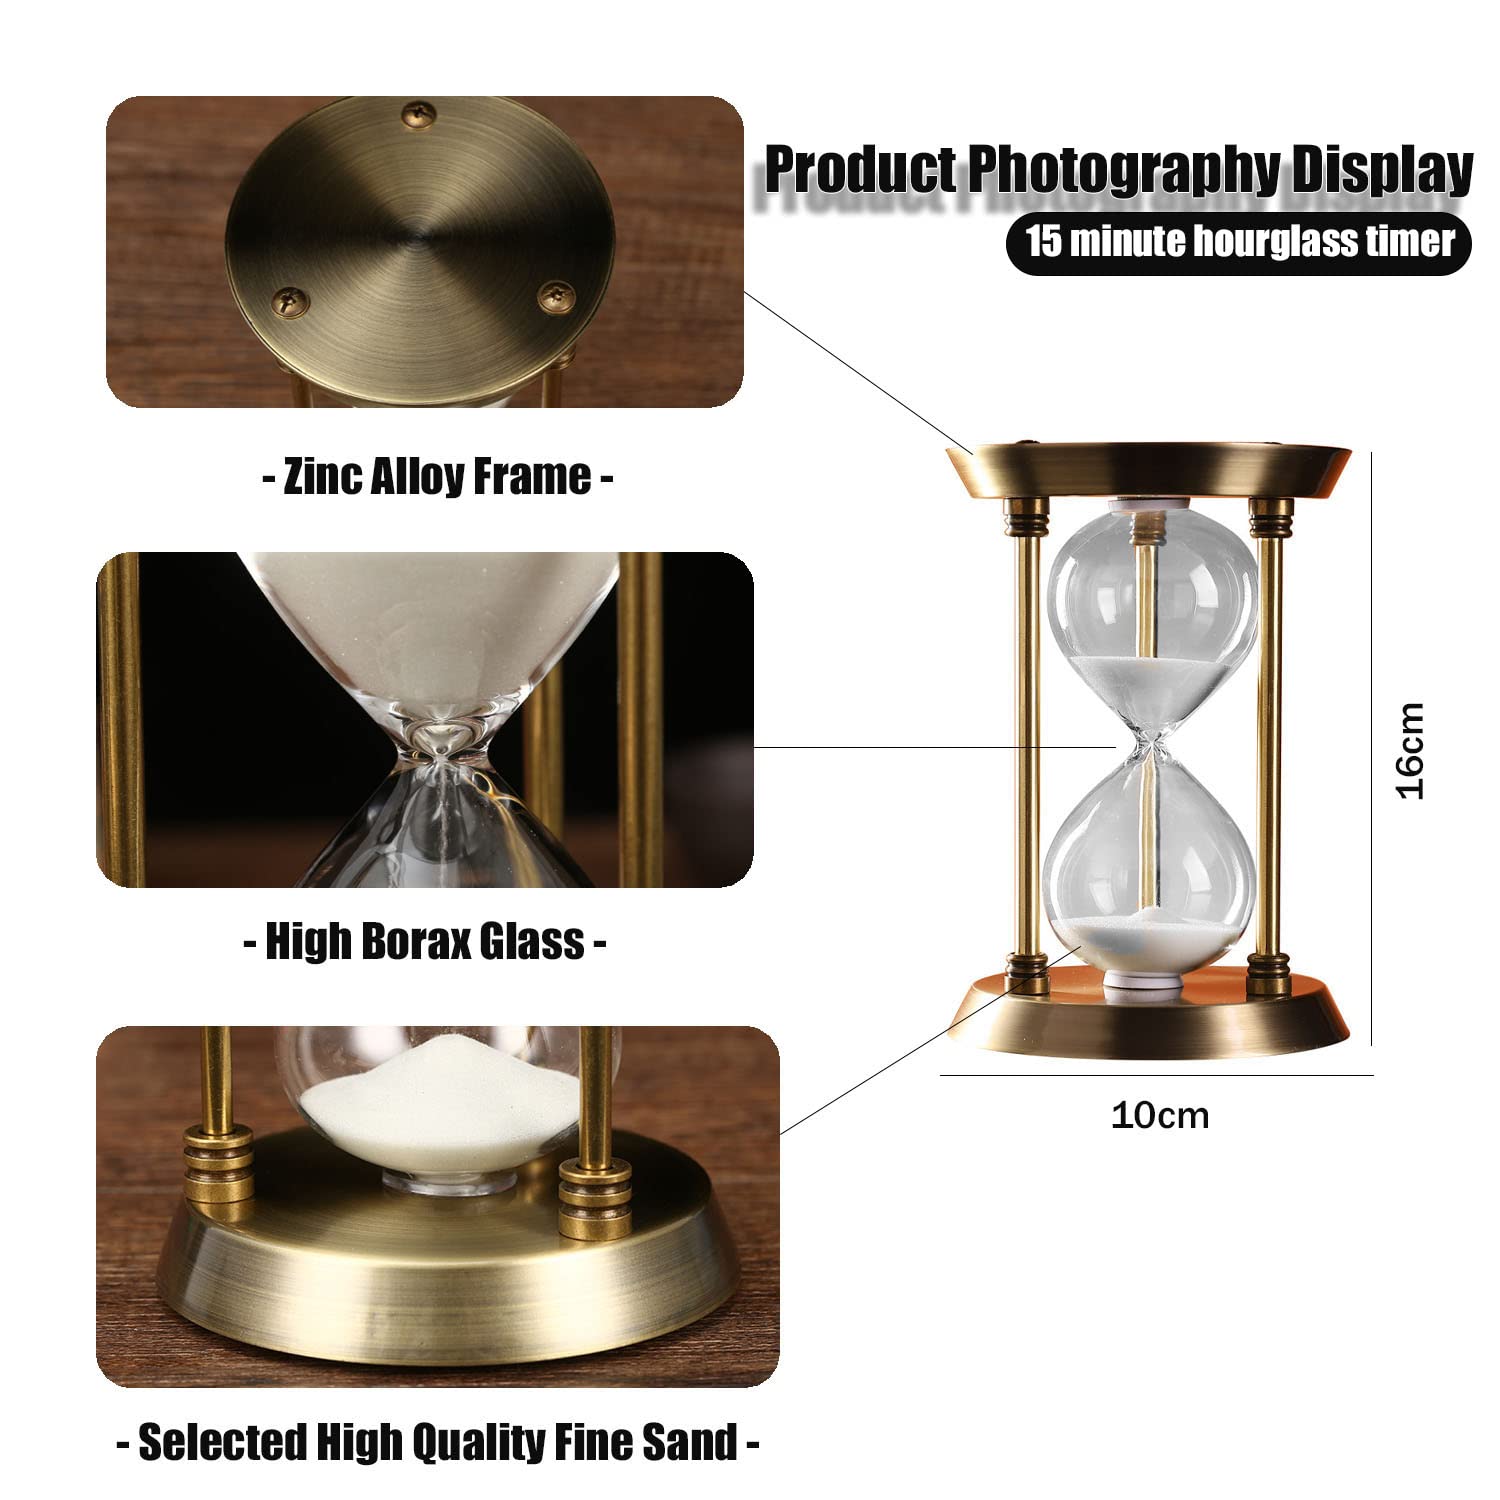 Product Photography Display
15 minute hourglass timer
- Zinc Alloy Frame -
- High Borax Glass -
- Selected High Quality Fine Sand -
16cm
10cm